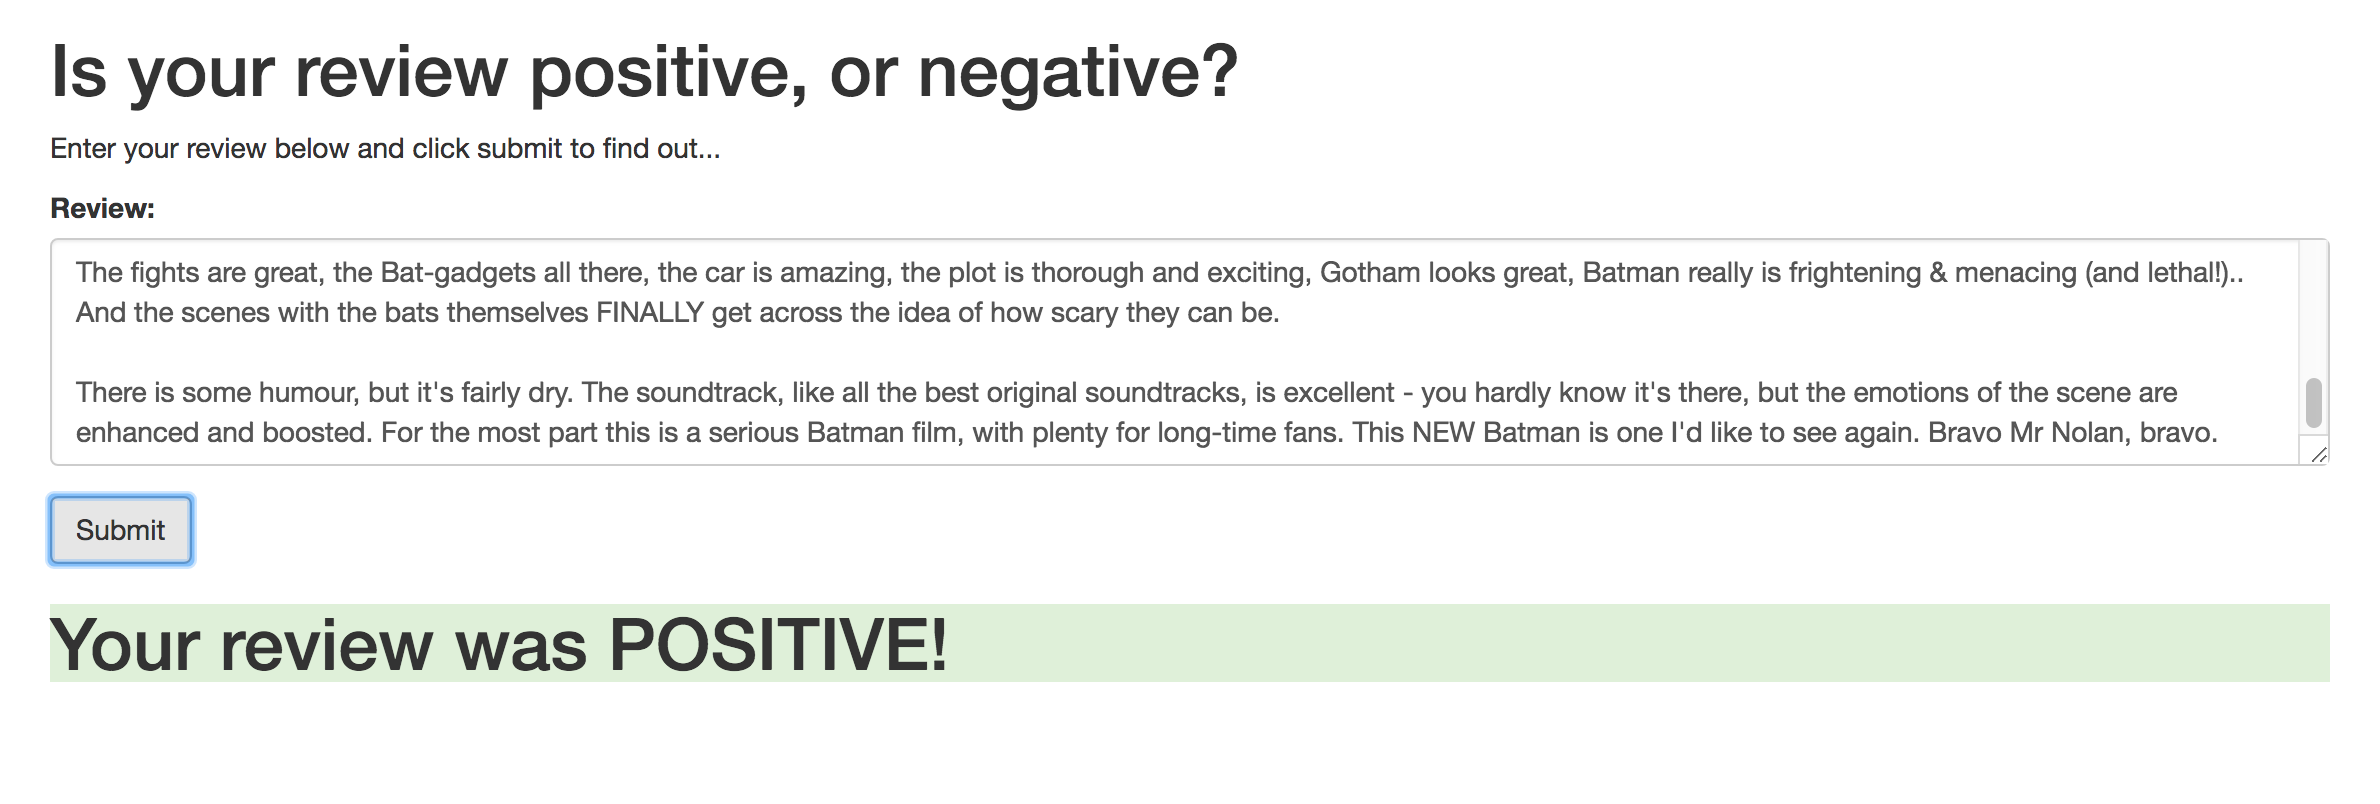 Is your review positive, or negative?
Enter your review below and click submit to find out...
Review:
The fights are great, the Bat-gadgets all there, the car is amazing, the plot is thorough and exciting, Gotham looks great, Batman really is frightening & menacing (and lethal!)..
And the scenes with the bats themselves FINALLY get across the idea of how scary they can be.
There is some humour, but it's fairly dry. The soundtrack, like all the best original soundtracks, is excellent - you hardly know it's there, but the emotions of the scene are
enhanced and boosted. For the most part this is a serious Batman film, with plenty for long-time fans. This NEW Batman is one I'd like to see again. Bravo Mr Nolan, bravo.
Submit
Your review was POSITIVE!